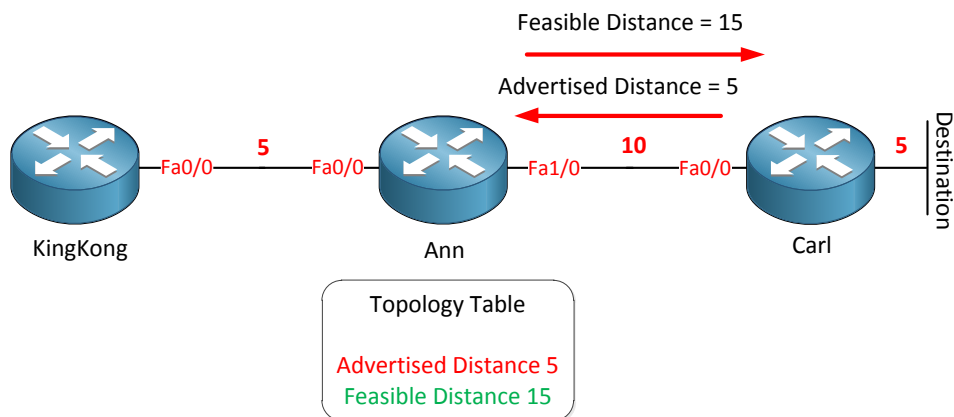 Feasible Distance = 15
Advertised Distance = 5
Fa0/0 5 Fa0/0 Fa1/0 10 Fa0/0 5
Destination
KingKong Ann Carl
Topology Table
Advertised Distance 5
Feasible Distance 15